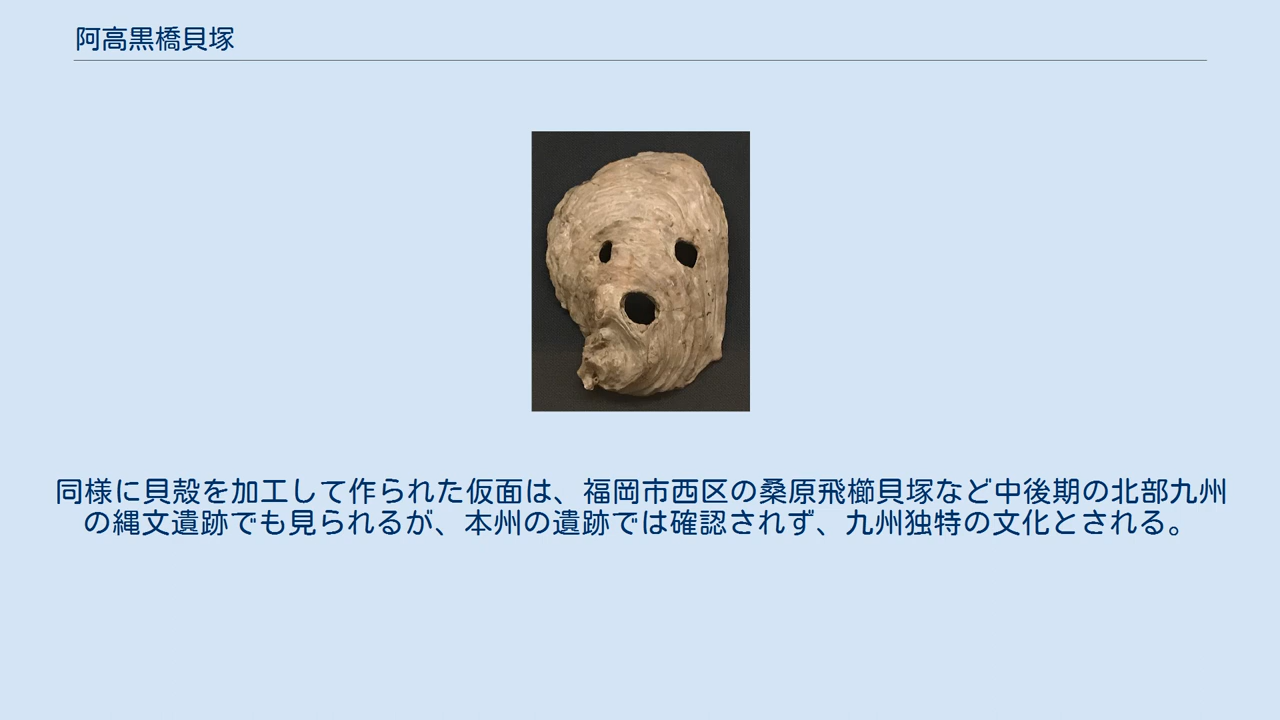 阿高黒橋貝塚
同様に貝殻を加工して作られた仮面は、福岡市西区の桑原飛櫛貝塚など中後期の北部九州
の縄文遺跡でも見られるが、本州の遺跡では確認されず、九州独特の文化とされる。